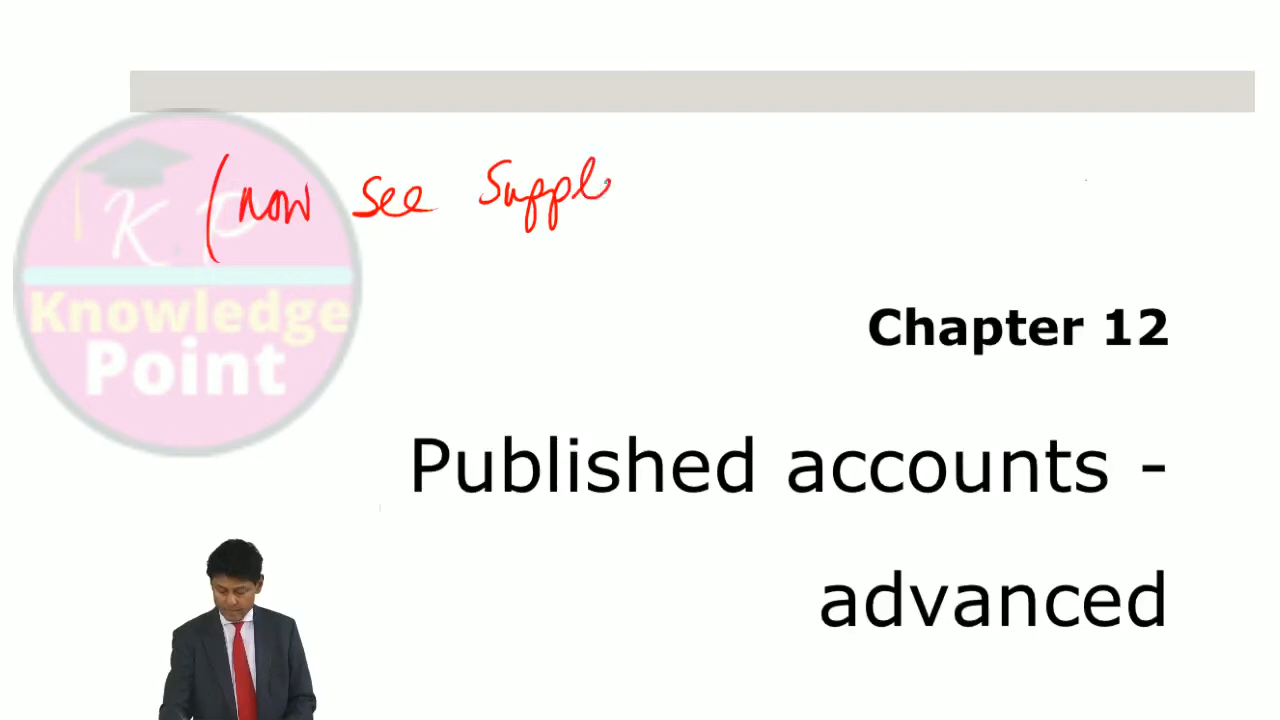 (now see Suppl
K.P
Knowledge
Point
Chapter 12
Published accounts -
advanced